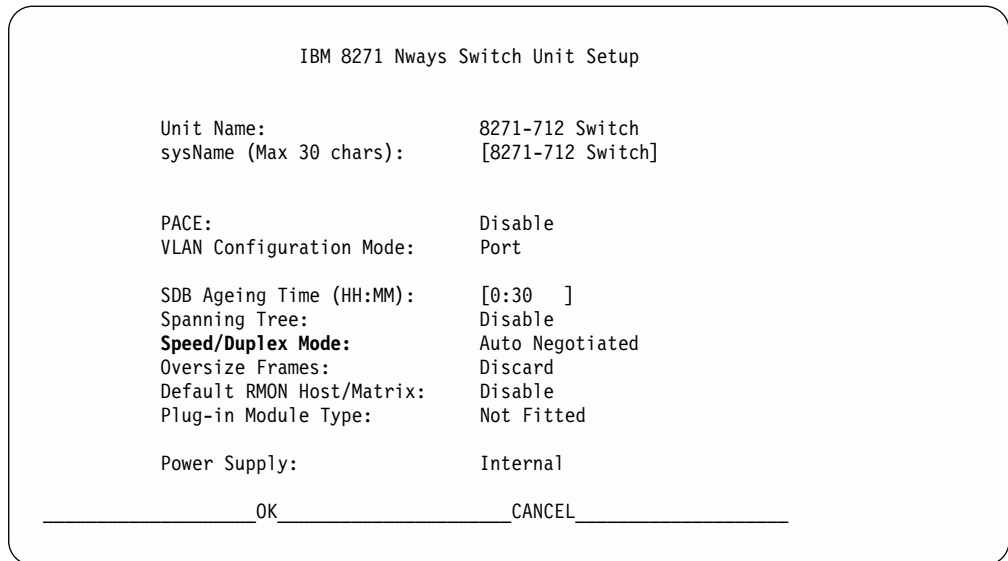 IBM 8271 Nways Switch Unit Setup
Unit Name: 8271-712 Switch
sysName (Max 30 chars): [8271-712 Switch]
PACE: Disable
VLAN Configuration Mode: Port
SDB Ageing Time (HH:MM): [0:30 ]
Spanning Tree: Disable
Speed/Duplex Mode: Auto Negotiated
Oversize Frames: Discard
Default RMON Host/Matrix: Disable
Plug-in Module Type: Not Fitted
Power Supply: Internal
____________________OK______________________CANCEL____________________